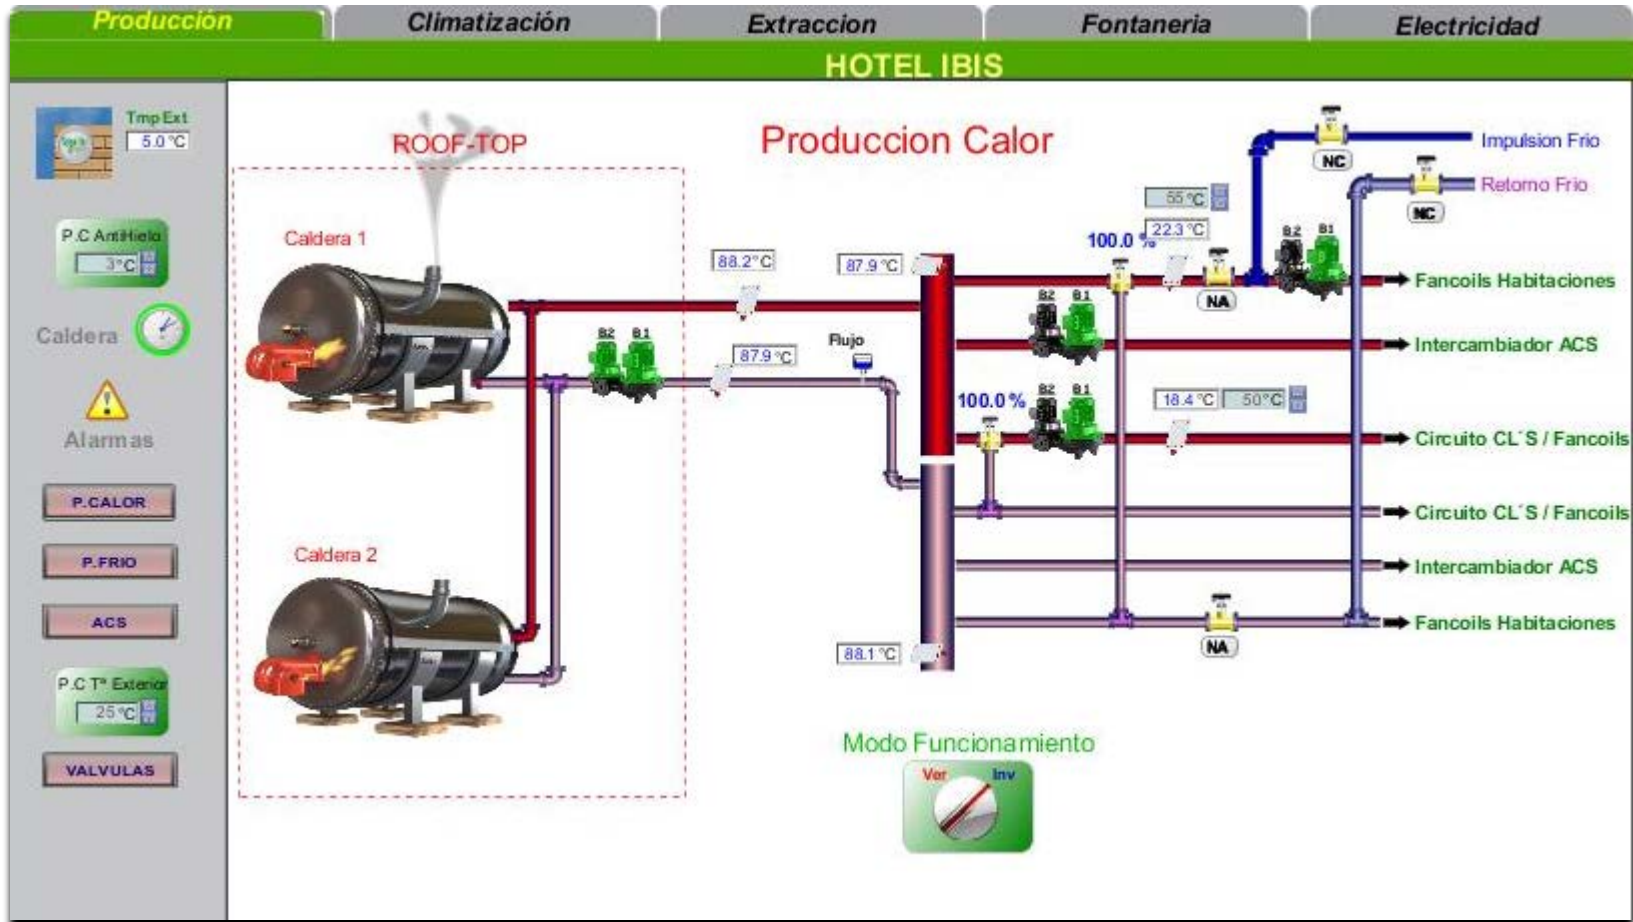 Producción
Climatización
Extraccion
Fontaneria
Electricidad
HOTEL IBIS
Tmp Ext
5.0 °C
P.C AntiHielo
3°C
Caldera
Alarmas
P.CALOR
P.FRIO
ACS
P.C Tª Exterior
25°C
VALVULAS
ROOF-TOP
Produccion Calor
Caldera 1
Caldera 2
88.2°C
87.9 °C
B2 B1
87.9 °C
Flujo
88.1 °C
Impulsion Frio
NC
Retorno Frio
NC
55 °C
22.3 °C
100.0 %
NA
B2 B1
Fancoils Habitaciones
B2 B1
Intercambiador ACS
100.0 %
B2 B1
18.4 °C 50°C
Circuito CL´S / Fancoils
Circuito CL´S / Fancoils
Intercambiador ACS
NA
Fancoils Habitaciones
Modo Funcionamiento
Ver Inv